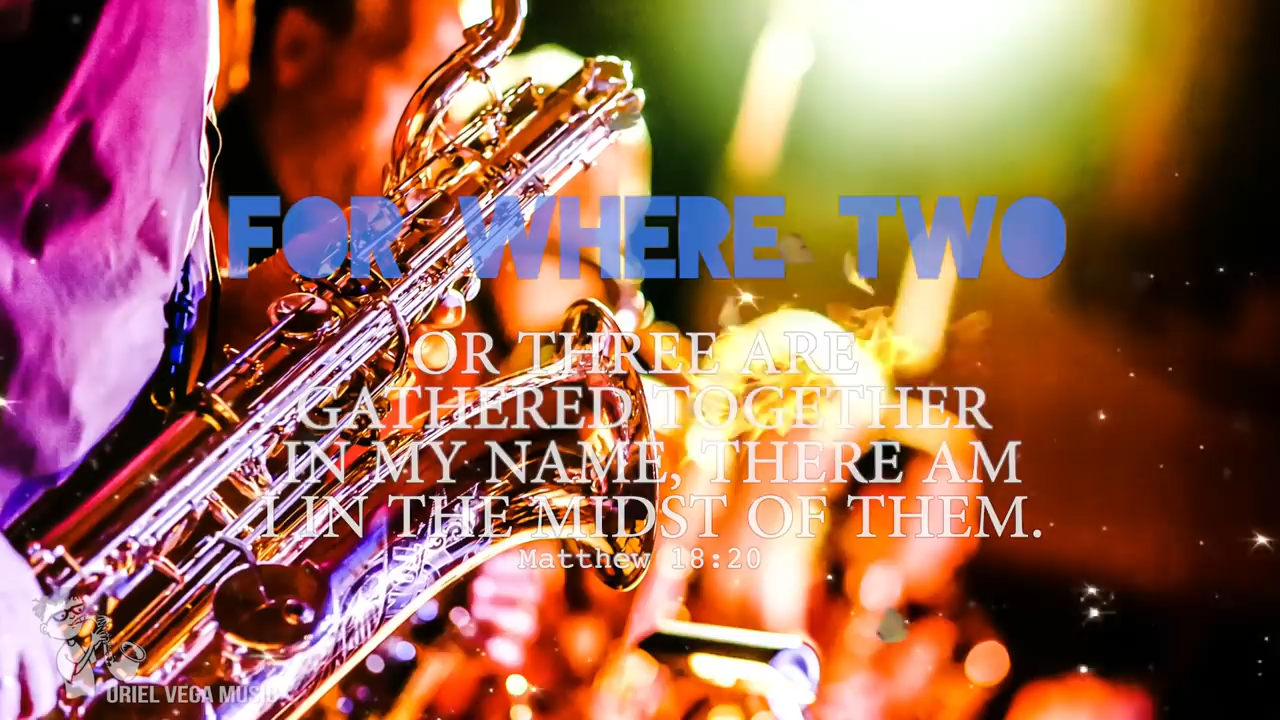 FOR WHERE TWO
OR THREE ARE
GATHERED TOGETHER
IN MY NAME, THERE AM
I IN THE MIDST OF THEM.
Matthew 18:20
ORIEL VEGA MUSIC